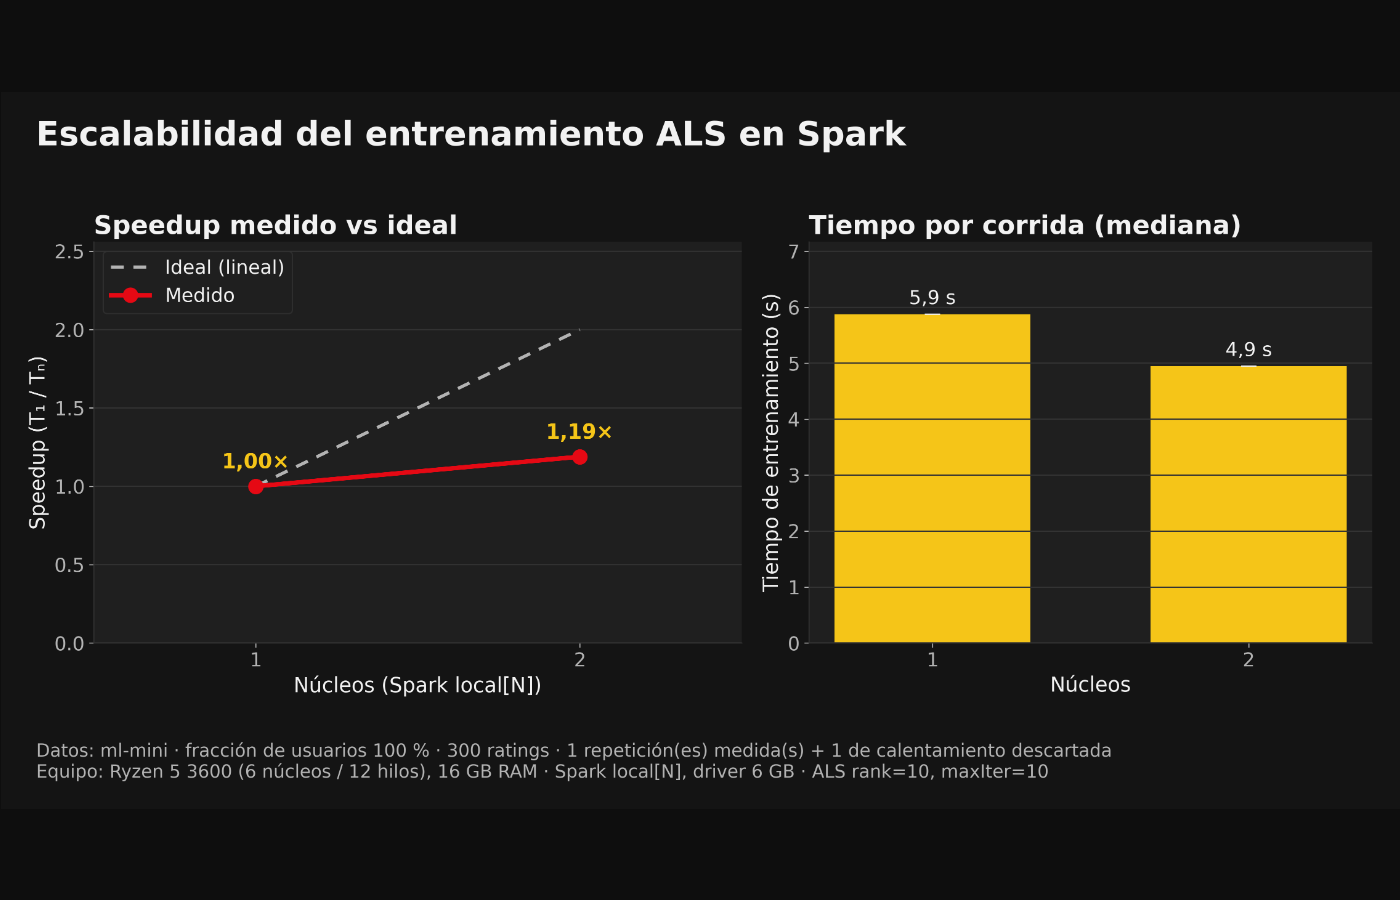 Escalabilidad del entrenamiento ALS en Spark
Speedup medido vs ideal
Speedup (T₁ / Tₙ)
2.5
2.0
1.5
1.0
0.5
0.0
Ideal (lineal)
Medido
1,00×
1,19×
1
2
Núcleos (Spark local[N])
Tiempo por corrida (mediana)
Tiempo de entrenamiento (s)
7
6
5
4
3
2
1
0
5,9 s
4,9 s
1
2
Núcleos
Datos: ml-mini · fracción de usuarios 100 % · 300 ratings · 1 repetición(es) medida(s) + 1 de calentamiento descartada
Equipo: Ryzen 5 3600 (6 núcleos / 12 hilos), 16 GB RAM · Spark local[N], driver 6 GB · ALS rank=10, maxIter=10